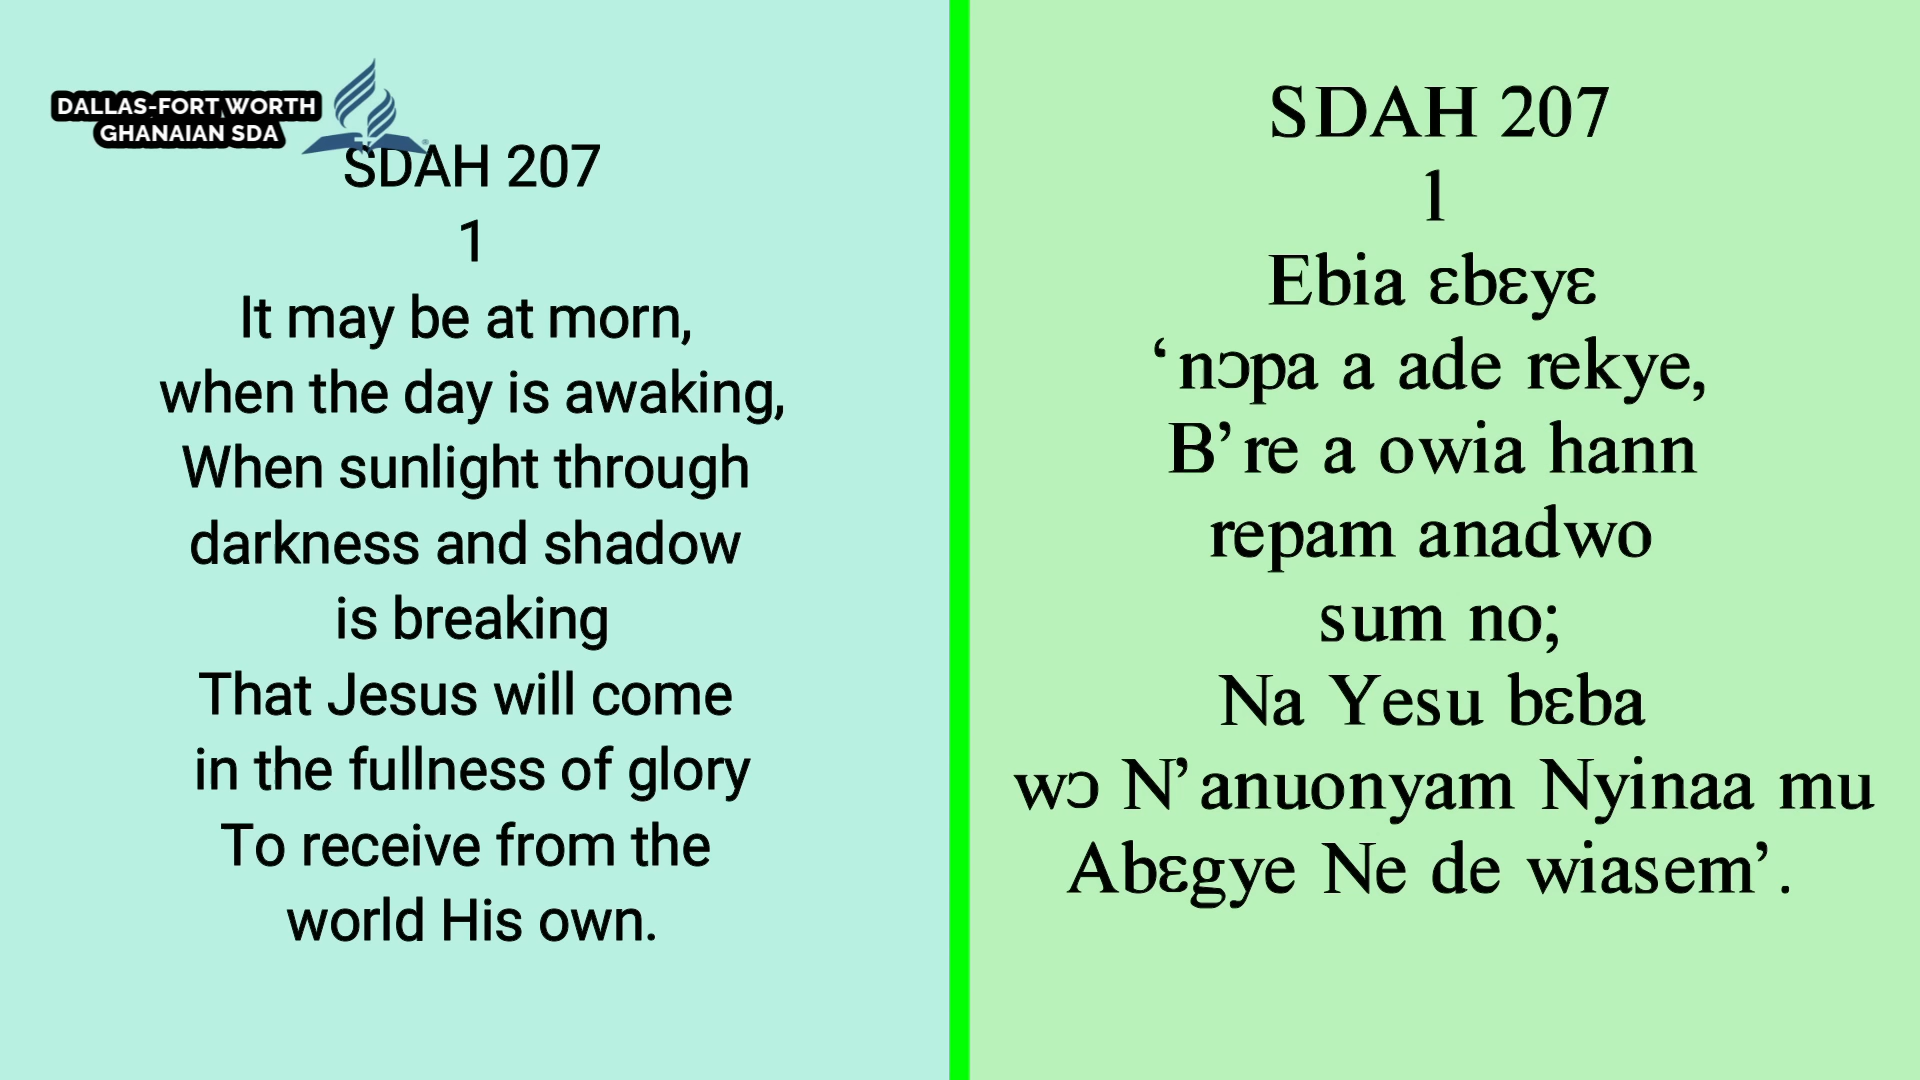 DALLAS-FORT WORTH
GHANAIAN SDA
SDAH 207
1
It may be at morn,
when the day is awaking,
When sunlight through
darkness and shadow
is breaking
That Jesus will come
in the fullness of glory
To receive from the
world His own.
SDAH 207
1
Ebia ɛbɛyɛ
‘nɔpa a ade rekye,
B’re a owia hann
repam anadwo
sum no;
Na Yesu bɛba
wɔ N’anuonyam Nyinaa mu
Abɛgye Ne de wiasem’.